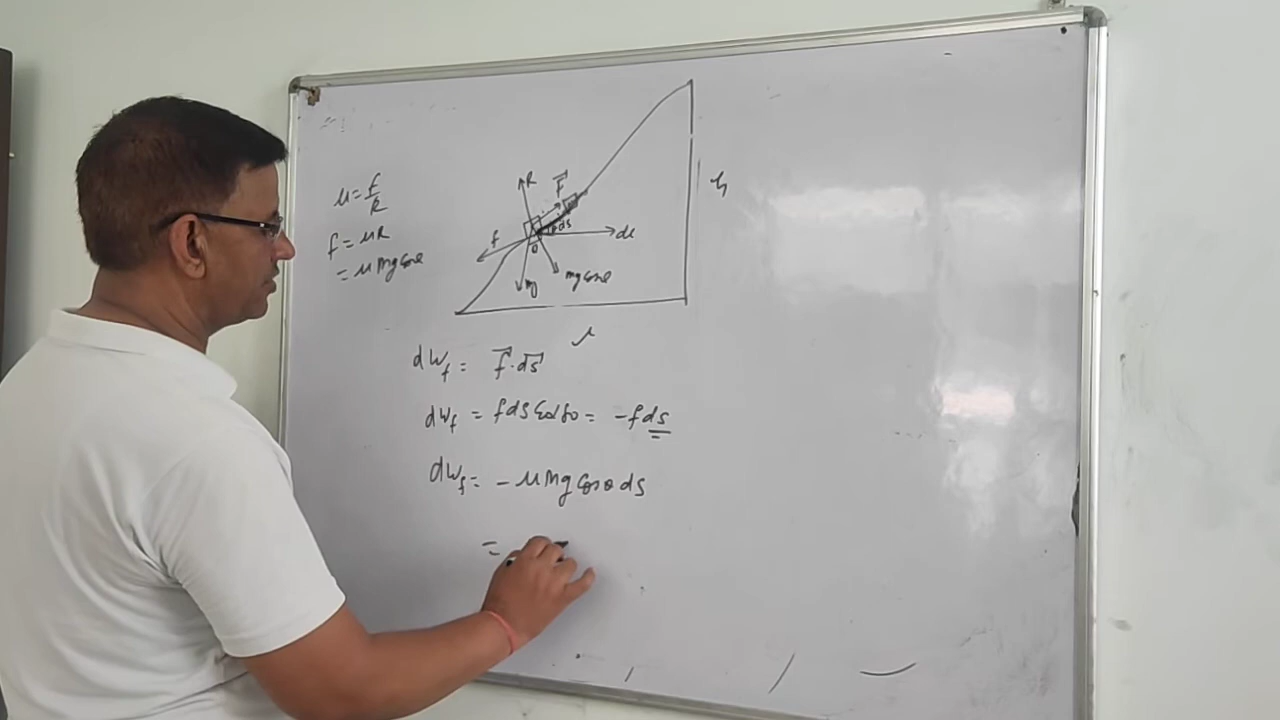 μ = f/R
f = μR
= μmg cosθ
R
F⃗
ds
f
θ
dx
mg
mg cosθ
h
dW_f = f⃗·ds⃗
dW_f = f ds cos180 = -f ds
dW_f = - μmg cosθ ds
=